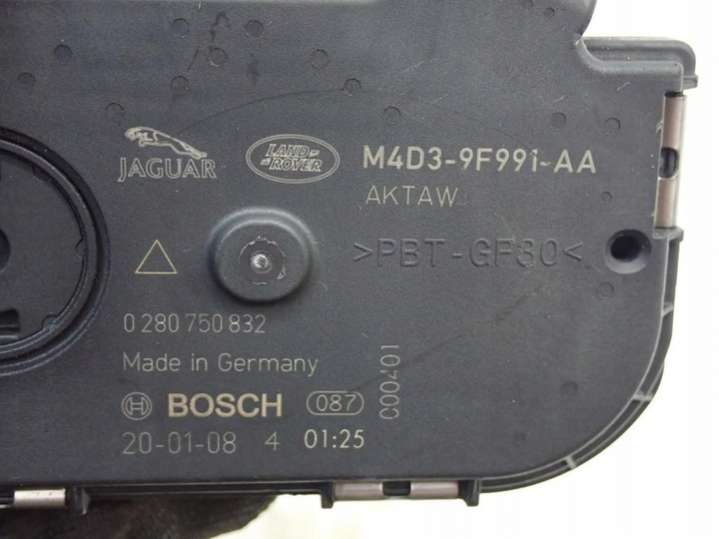 JAGUAR
LAND-
ROVER
M4D3-9F991-AA
AKTAW
>PBT-GF30<
0 280 750 832
Made in Germany
BOSCH 087
C00401
20-01-08 4 01:25